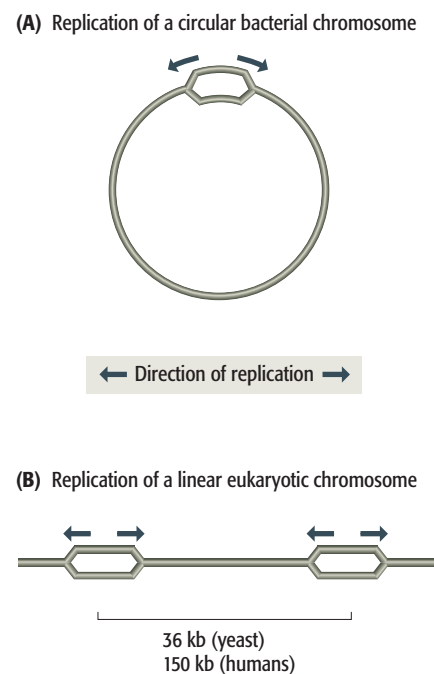 (A) Replication of a circular bacterial chromosome
Direction of replication
(B) Replication of a linear eukaryotic chromosome
36 kb (yeast)
150 kb (humans)